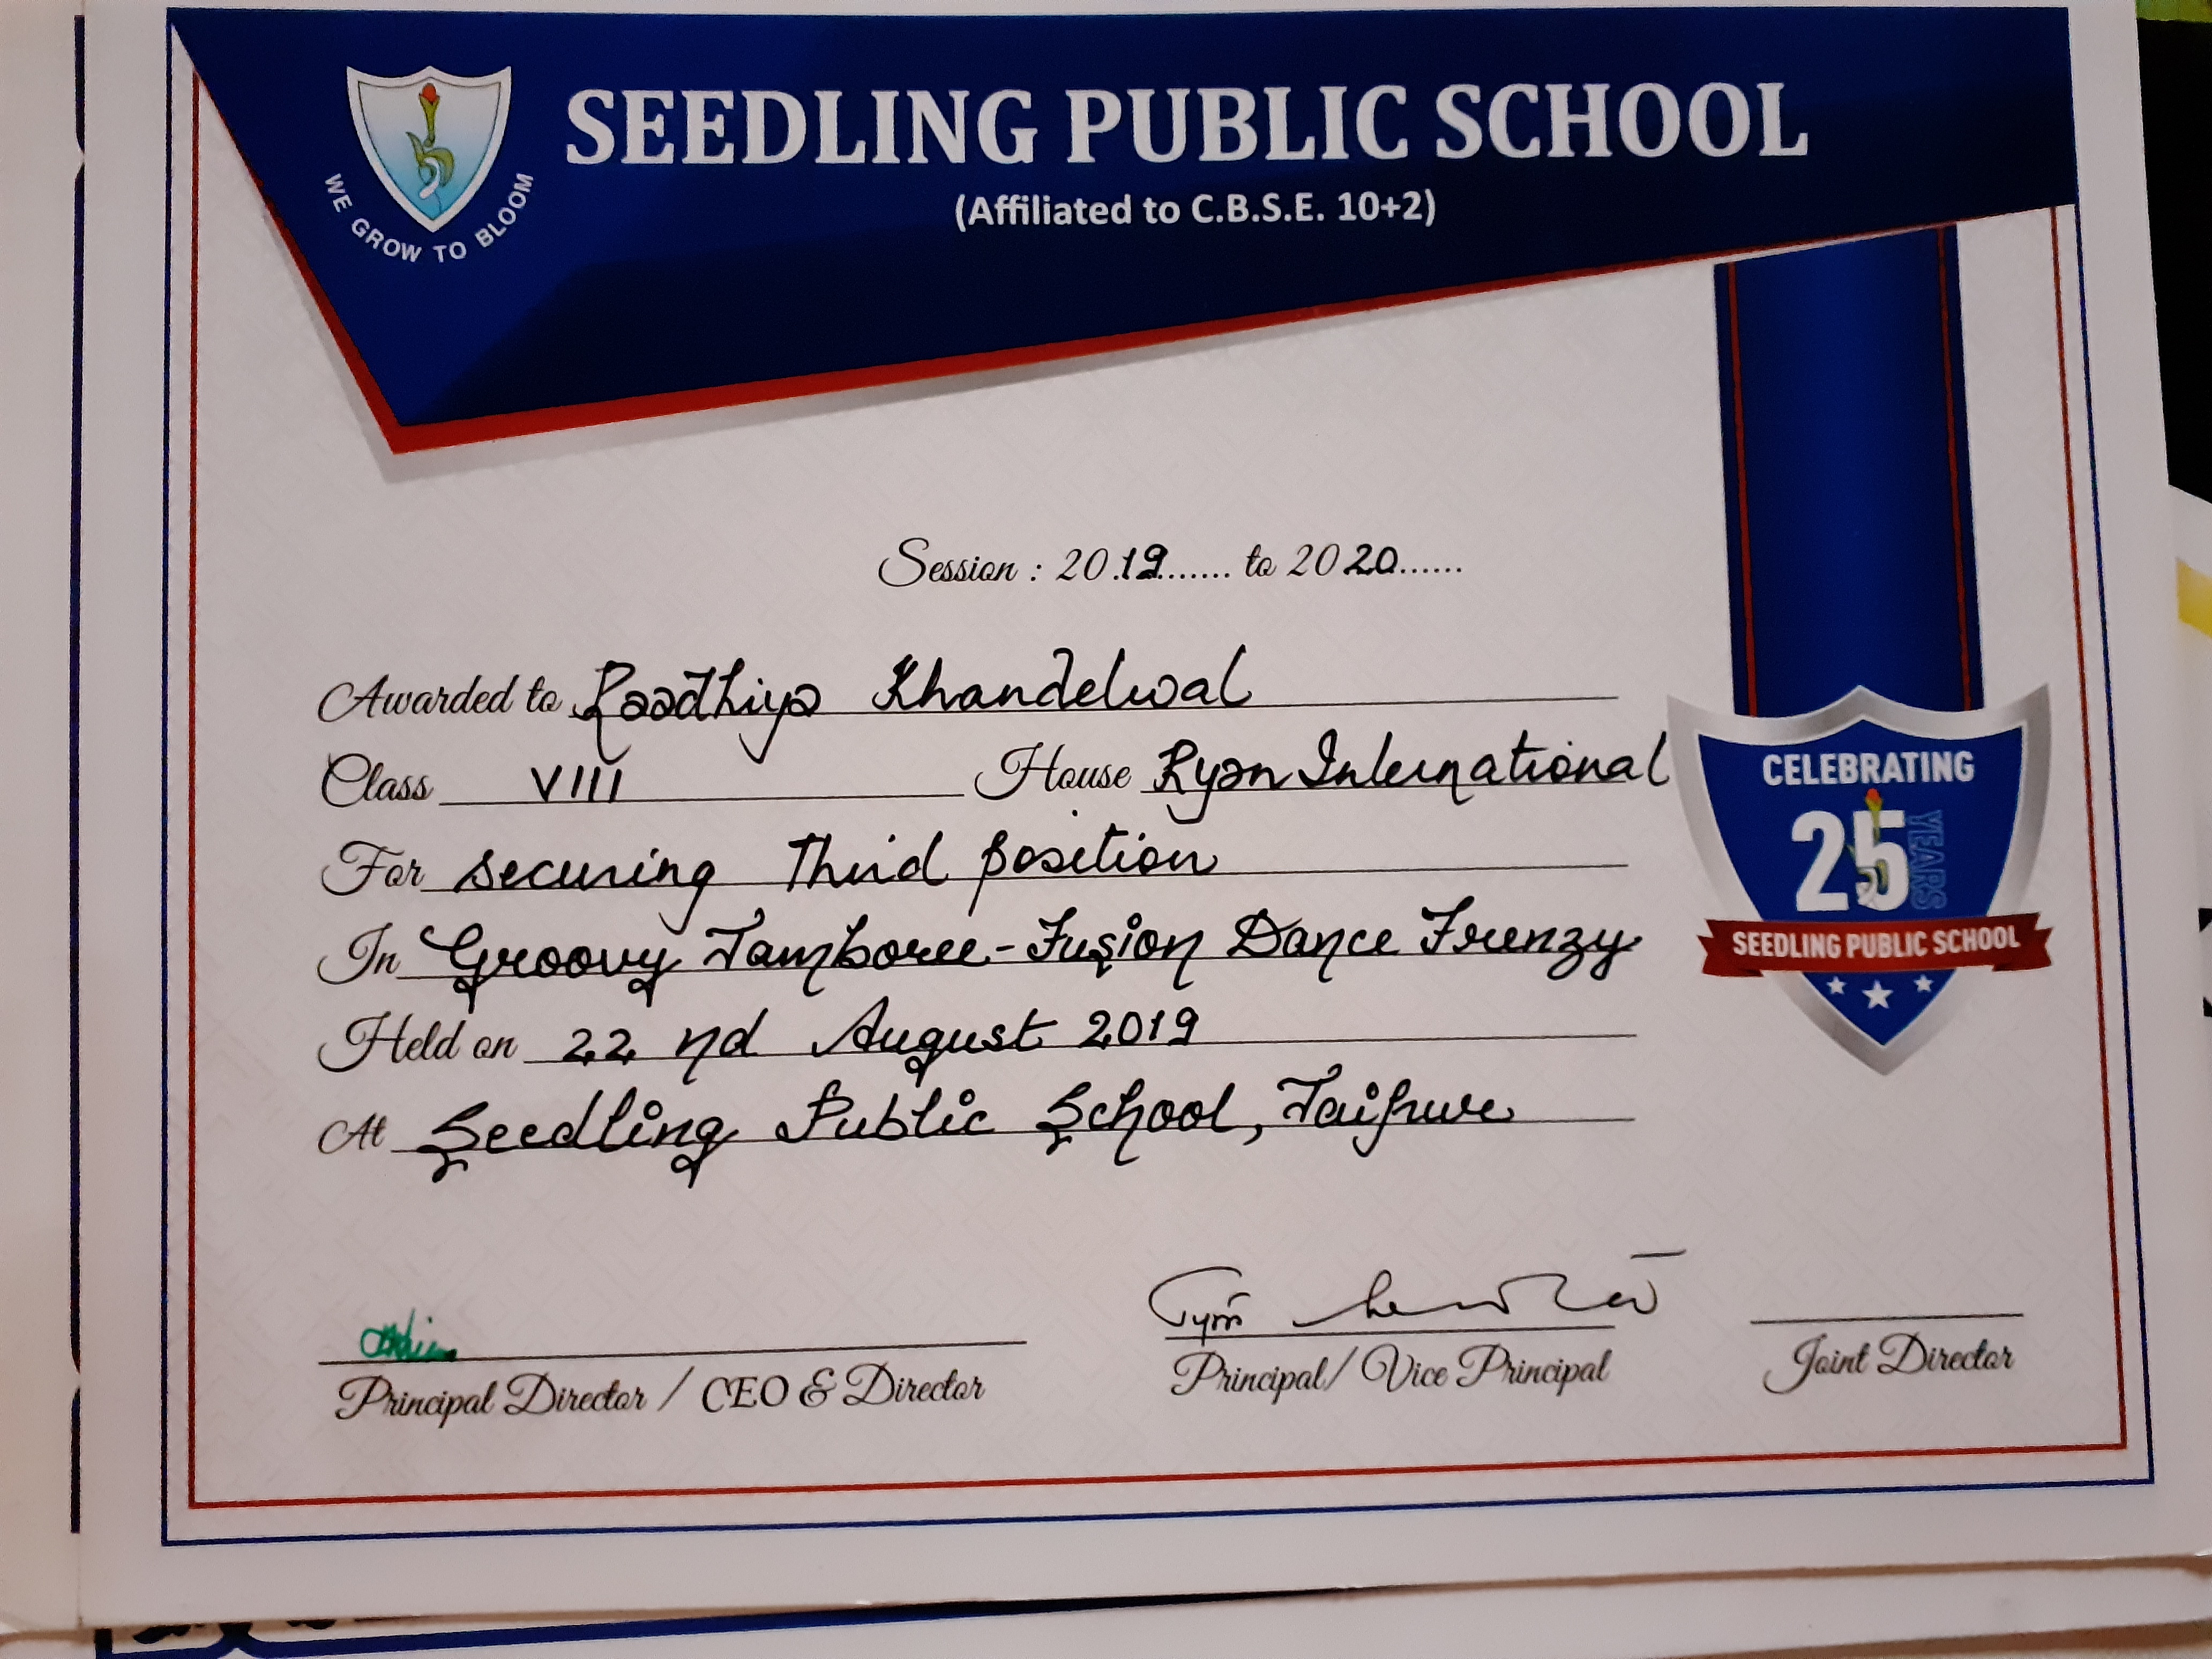 SEEDLING PUBLIC SCHOOL
(Affiliated to C.B.S.E. 10+2)
WE GROW TO BLOOM
Session : 20.19....... to 2020......
Awarded to Raadhiya Khandelwal
Class VIII House Ryan International
For securing Third position
In Groovy Jamboree-Fusion Dance Frenzy
Held on 22 nd August 2019
At Seedling Public School, Jaipur
CELEBRATING
25 YEARS
SEEDLING PUBLIC SCHOOL
Principal Director / CEO & Director
Principal/ Vice Principal
Joint Director